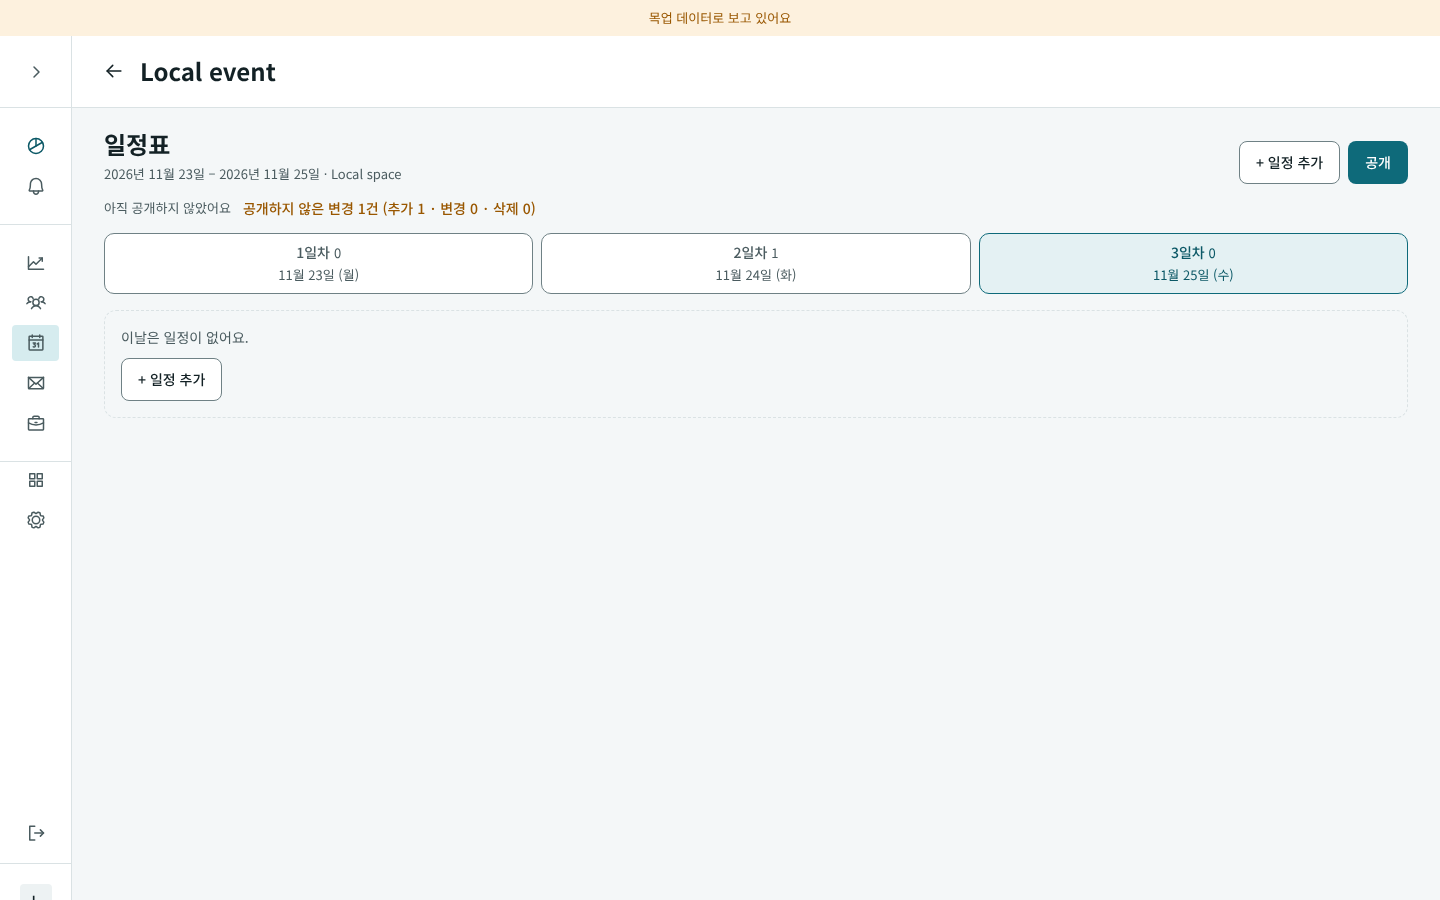 목업 데이터로 보고 있어요
Local event
일정표
2026년 11월 23일 – 2026년 11월 25일 · Local space
+ 일정 추가
공개
아직 공개하지 않았어요 공개하지 않은 변경 1건 (추가 1 · 변경 0 · 삭제 0)
1일차 0
11월 23일 (월)
2일차 1
11월 24일 (화)
3일차 0
11월 25일 (수)
이날은 일정이 없어요.
+ 일정 추가
31